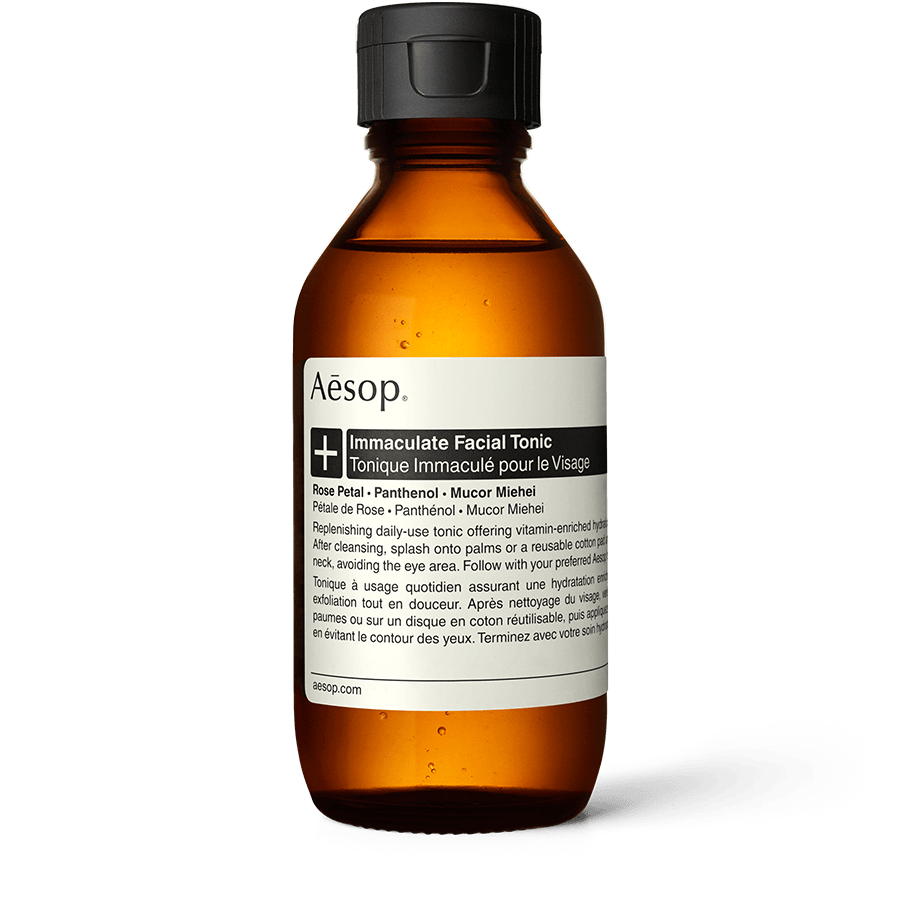 Aēsop®
+
Immaculate Facial Tonic
Tonique Immaculé pour le Visage
Rose Petal • Panthenol • Mucor Miehei
Pétale de Rose • Panthénol • Mucor Miehei
Replenishing daily-use tonic offering vitamin-enriched
After cleansing, splash onto palms or a reusable cotton
neck, avoiding the eye area. Follow with your preferred Aesop
Tonique à usage quotidien assurant une hydratation
exfoliation tout en douceur. Après nettoyage du visage,
paumes ou sur un disque en coton réutilisable, puis
en évitant le contour des yeux. Terminez avec votre soin
aesop.com